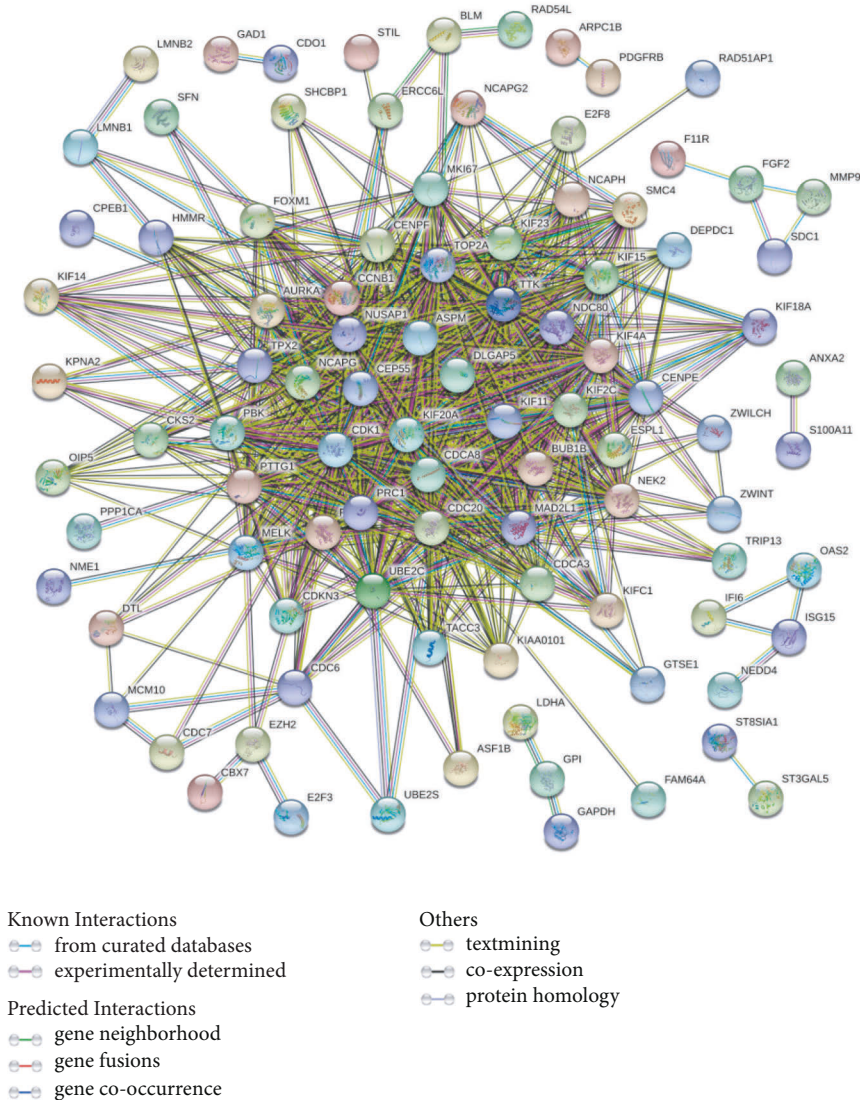 BLM
RAD54L
LMNB2
GAD1
CDO1
STIL
ARPC1B
PDGFRB
RAD51AP1
SFN
SHCBP1
ERCC6L
NCAPG2
E2F8
LMNB1
MKI67
F11R
FGF2
MMP9
CPEB1
HMMR
FOXM1
CENPF
NCAPH
SMC4
KIF23
TOP2A
SDC1
DEPDC1
KIF14
AURKA
CCNB1
TTK
KIF15
NUSAP1
ASPM
NDC80
KIF18A
KIF4A
KPNA2
TPX2
NCAPG
CEP55
DLGAP5
CENPE
ANXA2
KIF2C
CKS2
PBK
CDK1
KIF20A
KIF11
ESPL1
ZWILCH
S100A11
OIP5
PTTG1
CDCA8
BUB1B
NEK2
PPP1CA
PRC1
CDC20
MAD2L1
ZWINT
MELK
TRIP13
OAS2
NME1
UBE2C
CDCA3
IFI6
DTL
CDKN3
KIFC1
ISG15
TACC3
KIAA0101
GTSE1
NEDD4
MCM10
CDC6
LDHA
ST8SIA1
CDC7
EZH2
ASF1B
GPI
ST3GAL5
CBX7
E2F3
UBE2S
GAPDH
FAM64A
Known Interactions
from curated databases
experimentally determined
Predicted Interactions
gene neighborhood
gene fusions
gene co-occurrence
Others
textmining
co-expression
protein homology